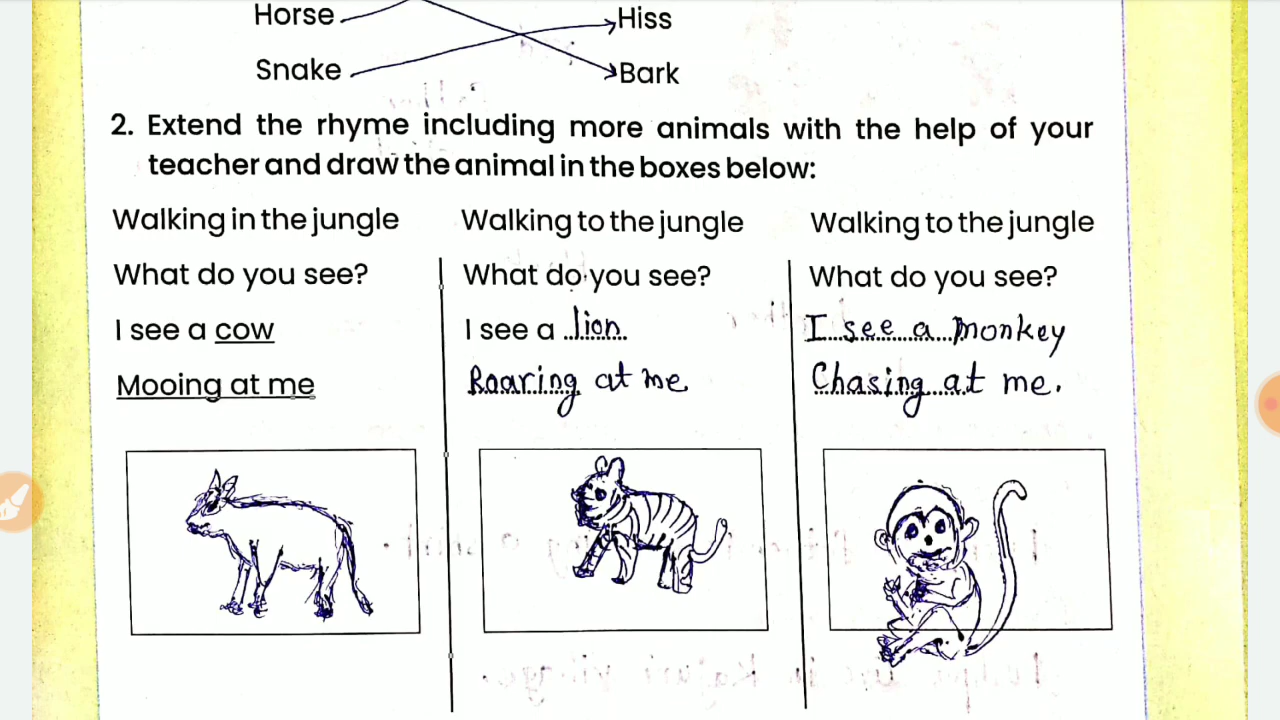 Horse
Hiss
Snake
Bark
2. Extend the rhyme including more animals with the help of your
teacher and draw the animal in the boxes below:
Walking in the jungle
What do you see?
I see a cow
Mooing at me
Walking to the jungle
What do you see?
I see a lion
Roaring at me
Walking to the jungle
What do you see?
I see a monkey
Chasing at me.